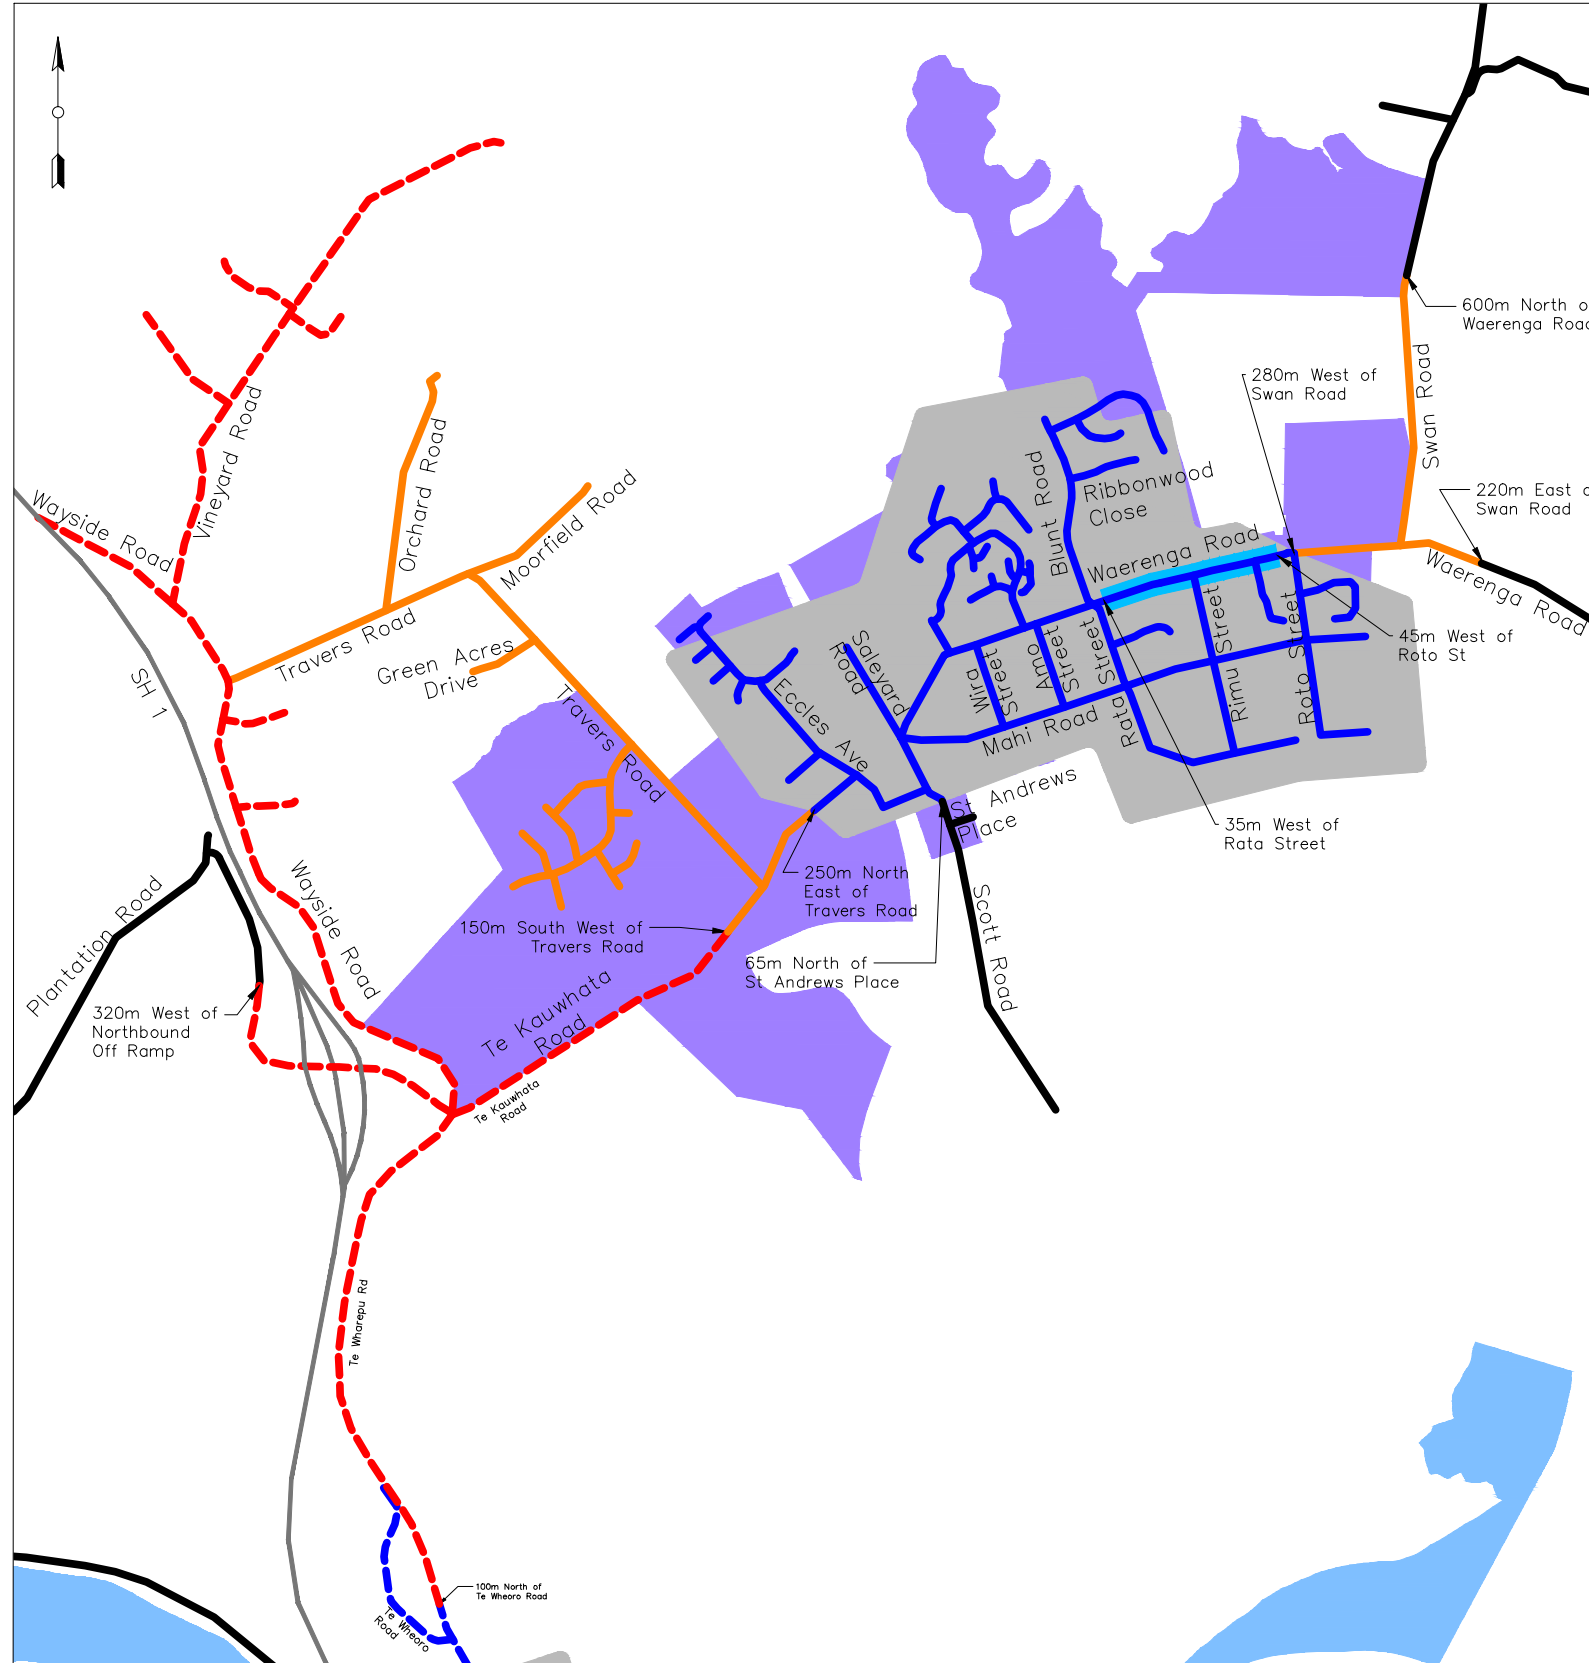 600m North o
Waerenga Road
280m West of
Swan Road
Swan Road
Vineyard Road
Orchard Road
Moorfield Road
Blunt Road
Ribbonwood
Close
220m East o
Swan Road
Wayside Road
Waerenga Road
Waerenga Road
Travers Road
Green Acres
Drive
SH 1
Travers Road
Eccles Ave
Saleyard
Road
Wira
Street
Amo
Street
Rata Street
Rimu Street
Roto Street
45m West of
Roto St
Mahi Road
St Andrews
Place
35m West of
Rata Street
250m North
East of
Travers Road
150m South West of
Travers Road
65m North of
St Andrews Place
Scott Road
Wayside Road
Plantation Road
320m West of
Northbound
Off Ramp
Te Kauwhata
Road
Te Kauwhata
Road
Te Wharepu Rd
100m North of
Te Wheoro Road
Te Wheoro
Road